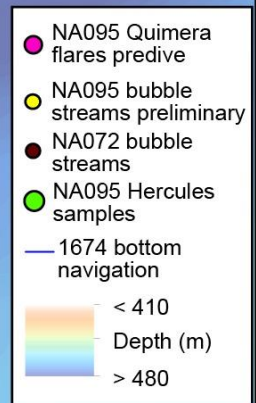 NA095 Quimera
flares predive
NA095 bubble
streams preliminary
NA072 bubble
streams
NA095 Hercules
samples
1674 bottom
navigation
< 410
Depth (m)
> 480